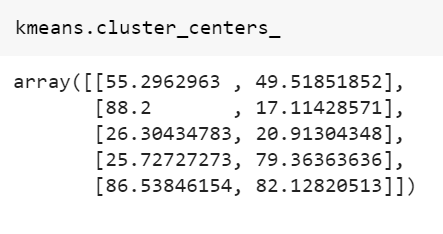 kmeans.cluster_centers_
array([[55.2962963 , 49.51851852],
[88.2 , 17.11428571],
[26.30434783, 20.91304348],
[25.72727273, 79.36363636],
[86.53846154, 82.12820513]])